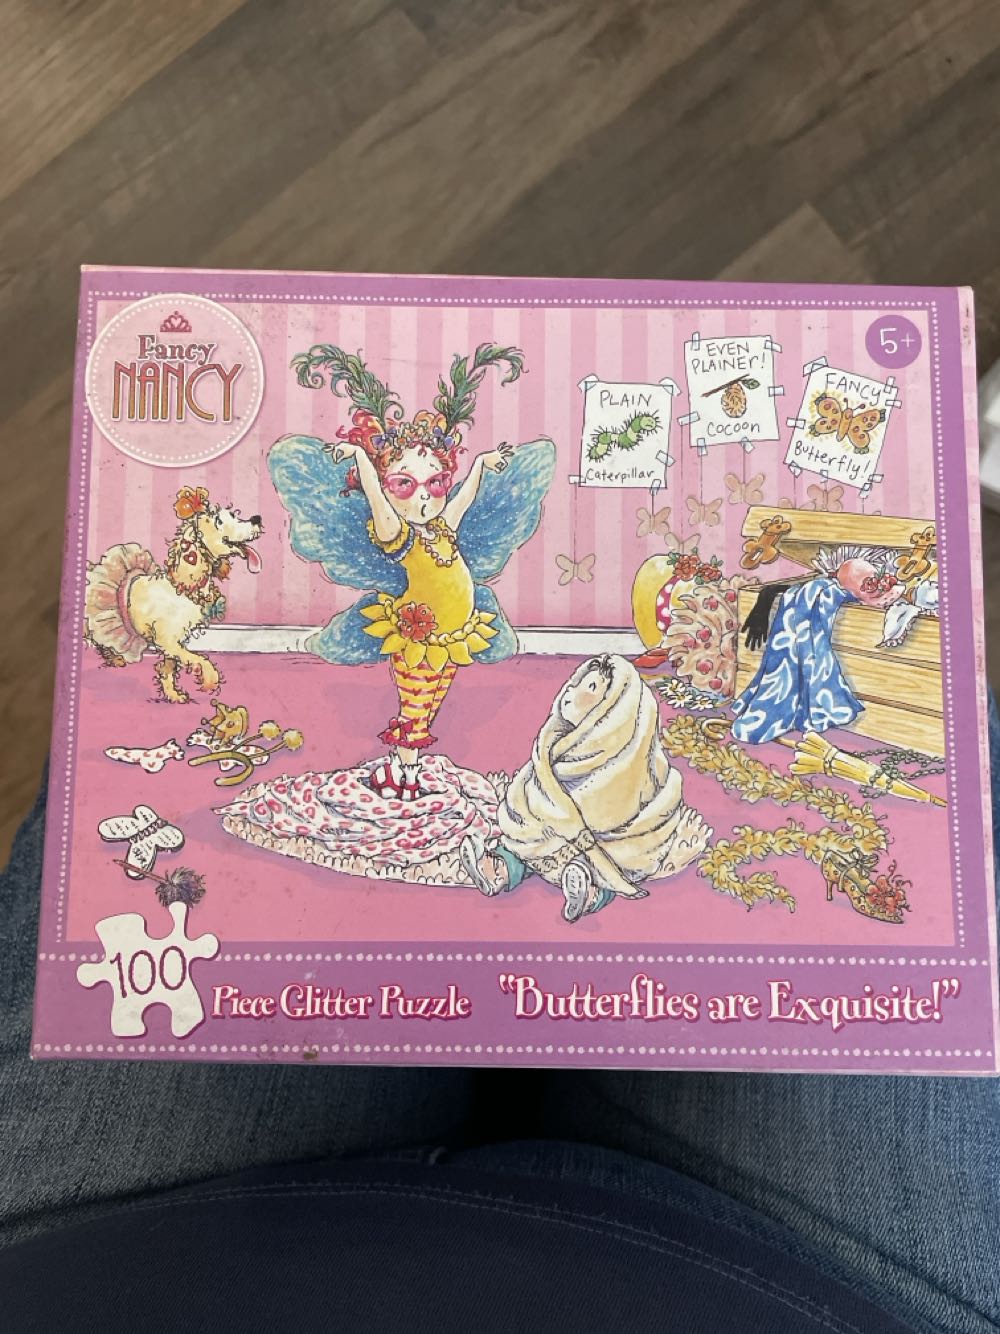 Fancy
NANCY
5+
PLAIN
Caterpillar
EVEN
PLAINER!
Cocoon
FANCY
Butterfly!
100
Piece Glitter Puzzle "Butterflies are Exquisite!"